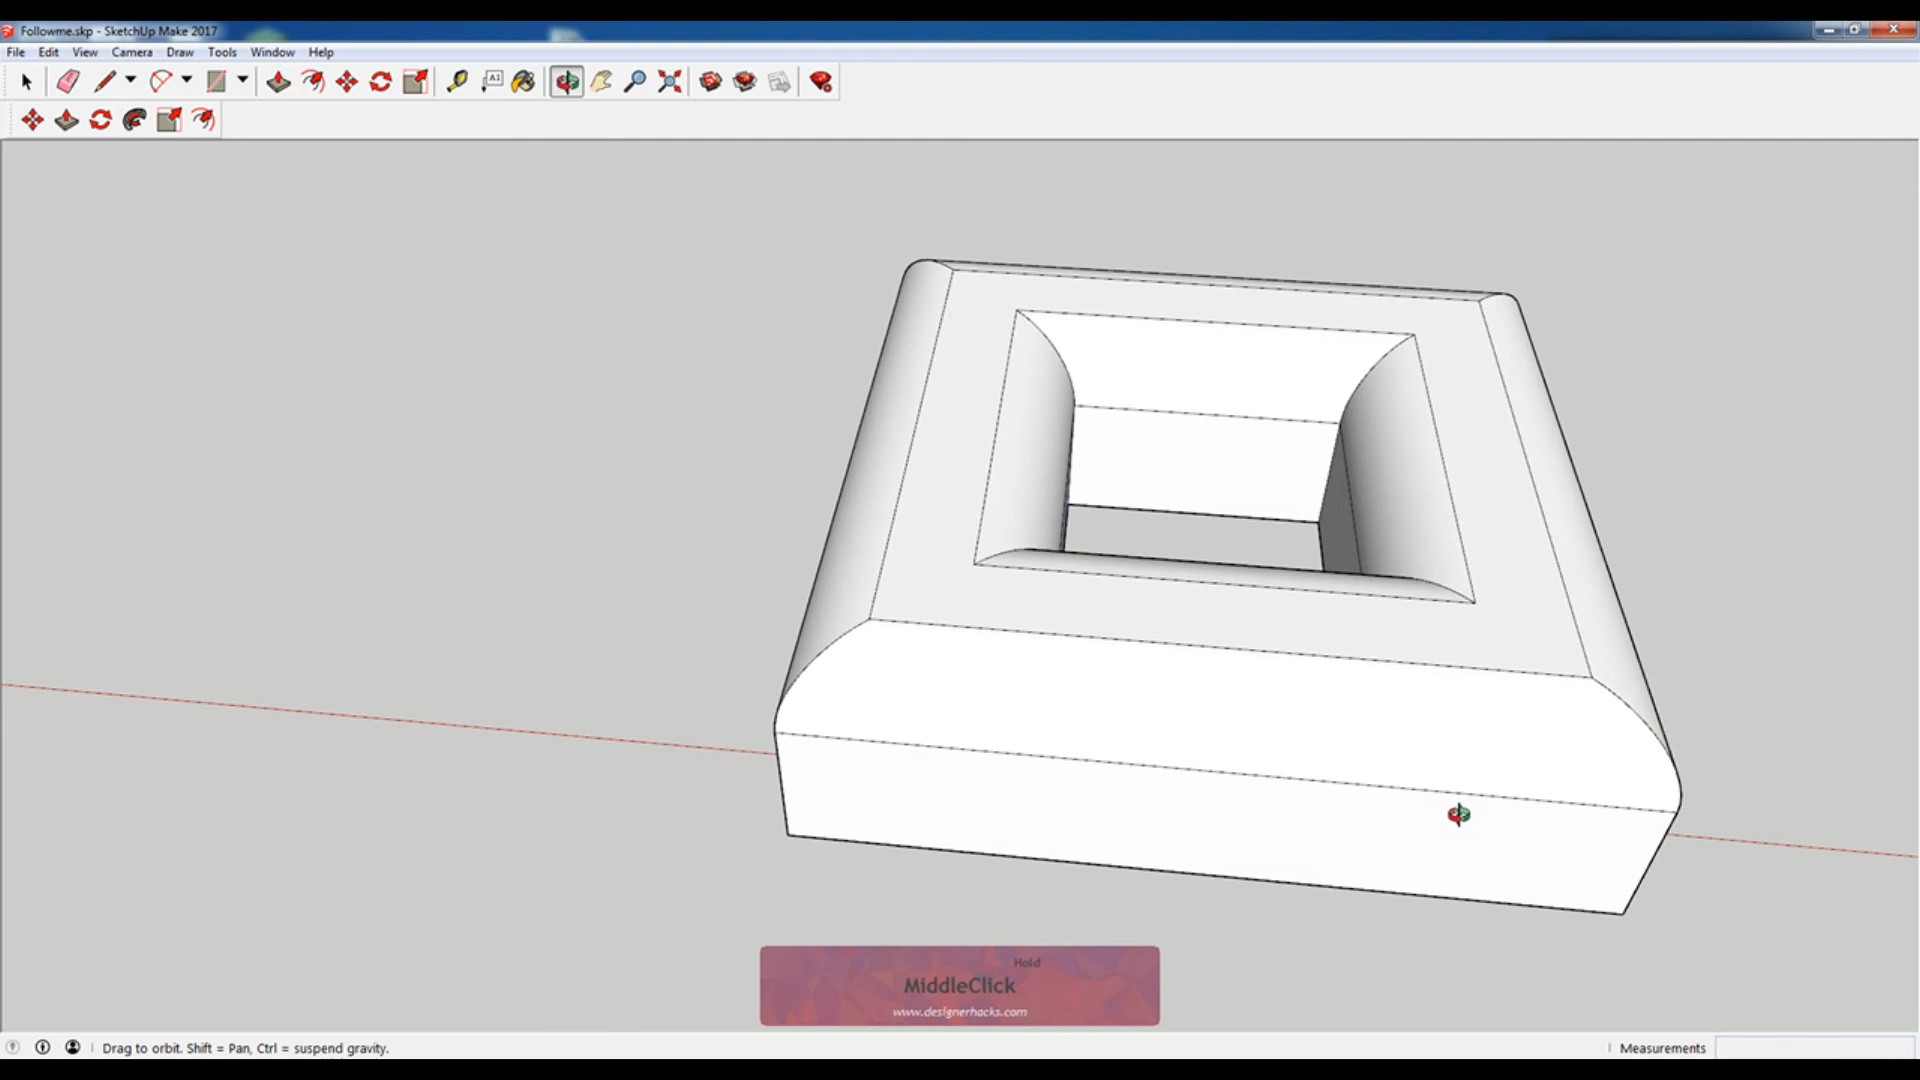 Followme.skp - SketchUp Make 2017
File Edit View Camera Draw Tools Window Help
A1
Hold
MiddleClick
www.designerhacks.com
Drag to orbit. Shift = Pan, Ctrl = suspend gravity.
Measurements